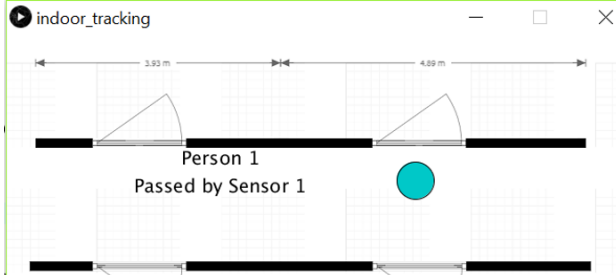 indoor_tracking
3.93 m
4.89 m
Person 1
Passed by Sensor 1